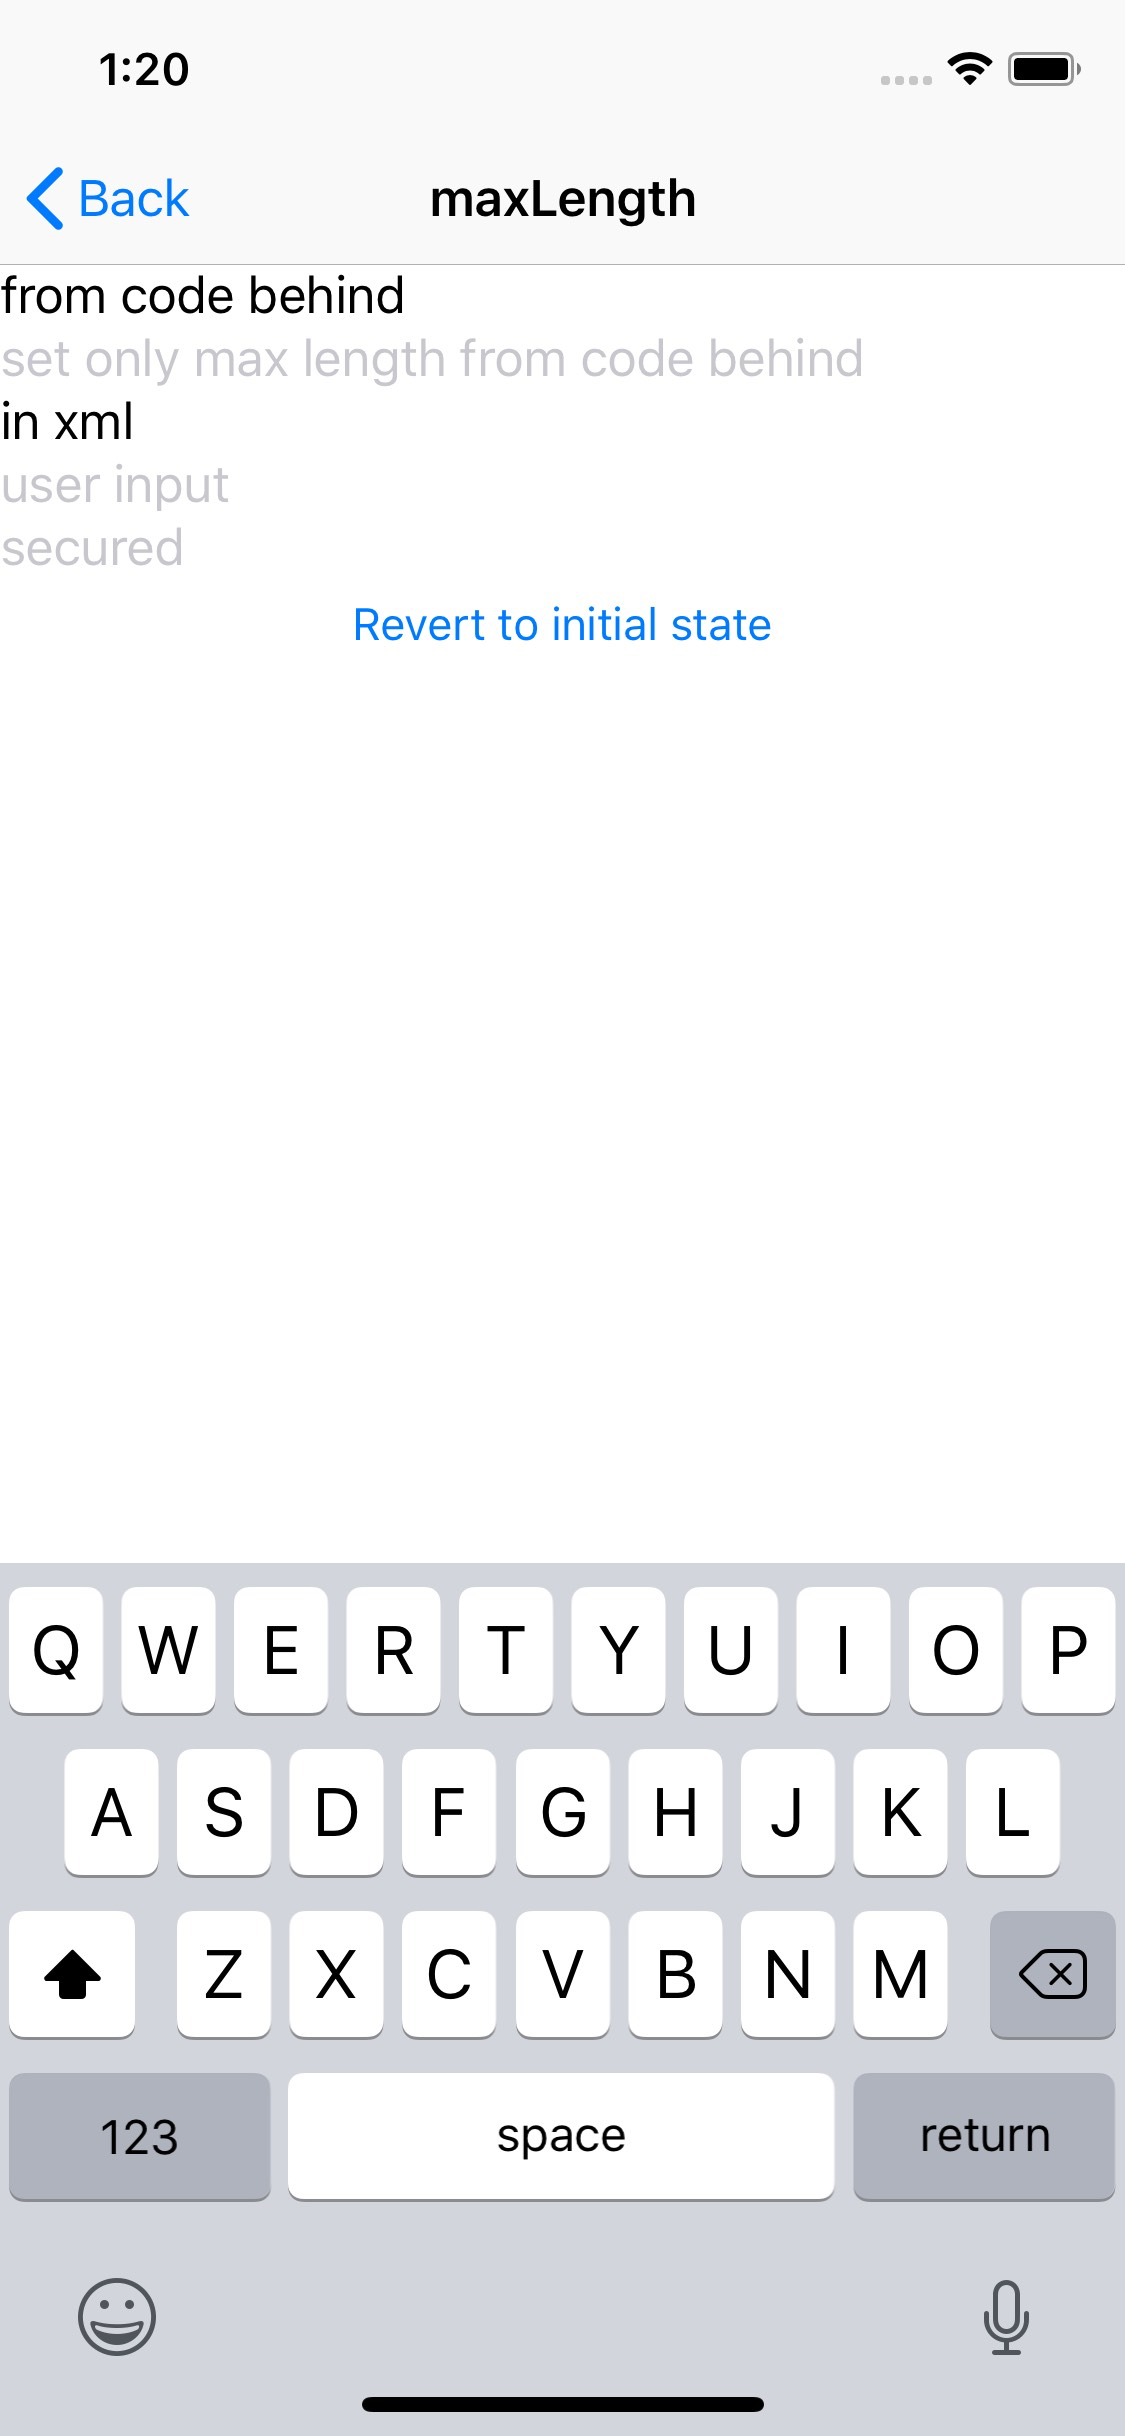 1:20
Back
maxLength
from code behind
set only max length from code behind
in xml
user input
secured
Revert to initial state
Q W E R T Y U I O P
A S D F G H J K L
Z X C V B N M
123 space return